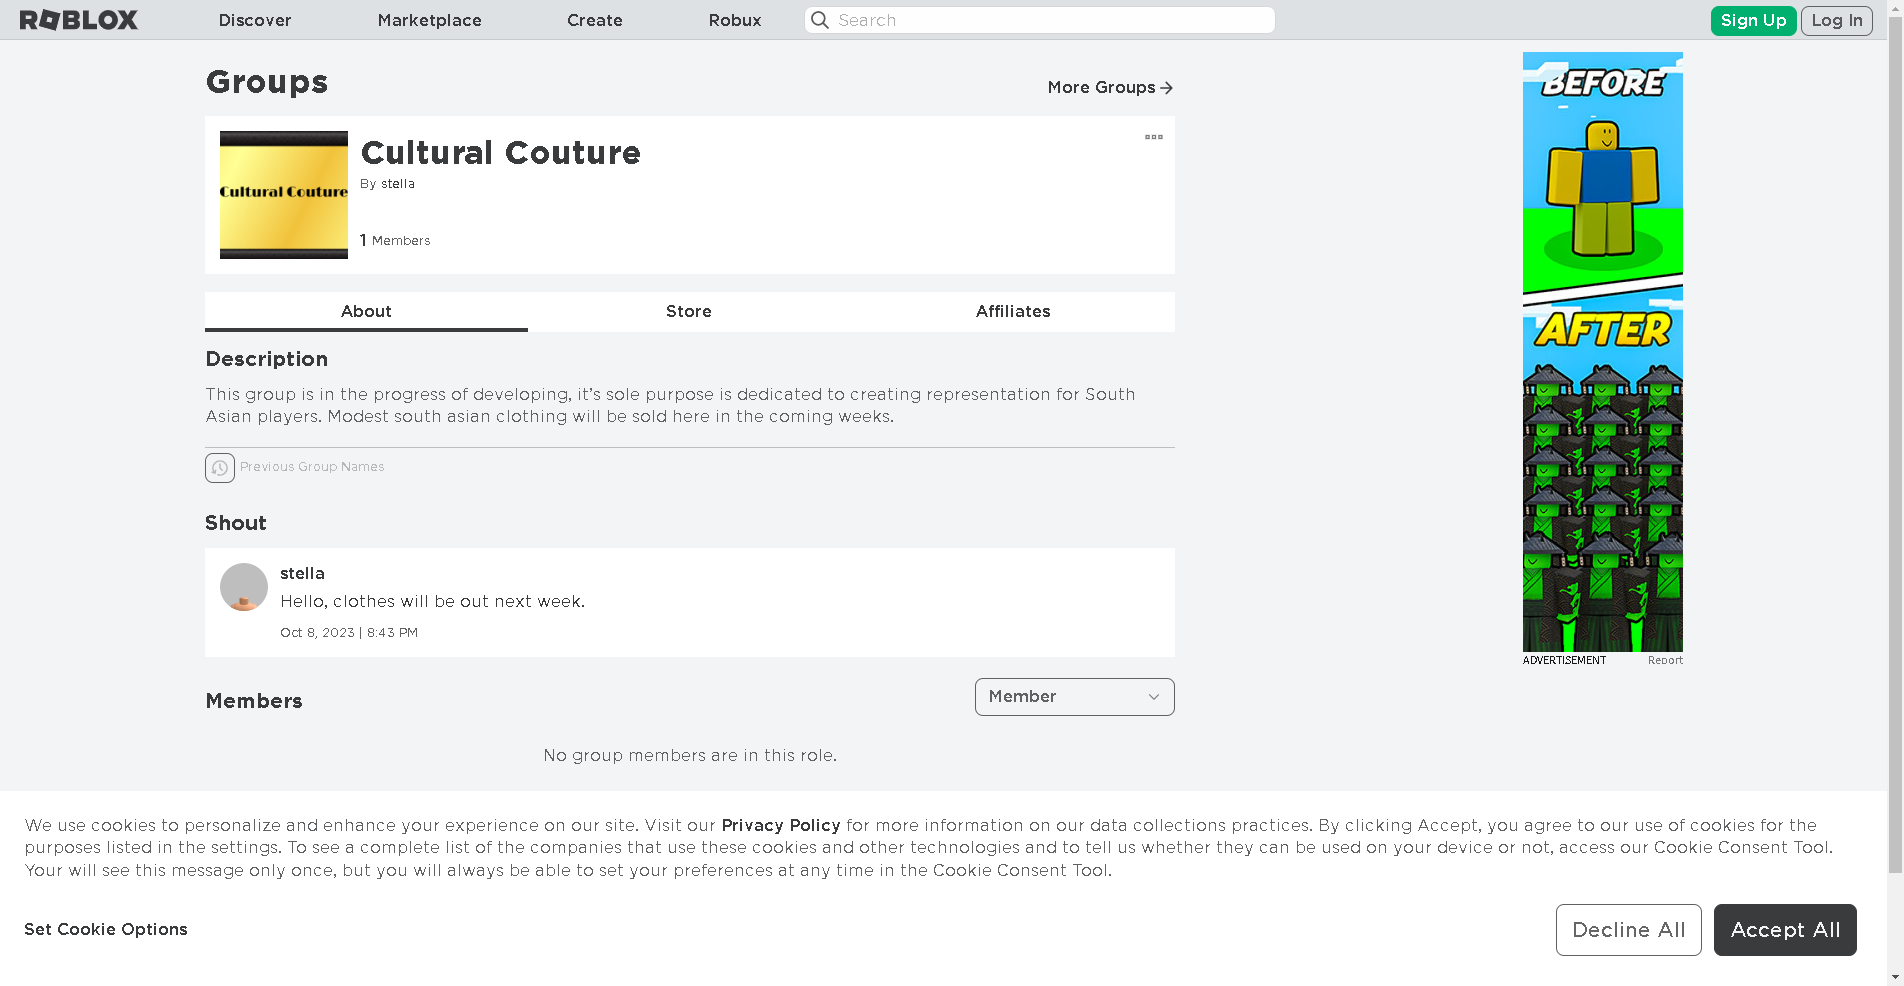 ROBLOX Discover Marketplace Create Robux Search Sign Up Log In
Groups
More Groups
Cultural Couture
Cultural Couture
By stella
1 Members
About Store Affiliates
Description
This group is in the progress of developing, it's sole purpose is dedicated to creating representation for South
Asian players. Modest south asian clothing will be sold here in the coming weeks.
Previous Group Names
Shout
stella
Hello, clothes will be out next week.
Oct 8, 2023 | 8:43 PM
Members
Member
No group members are in this role.
BEFORE
AFTER
ADVERTISEMENT Report
We use cookies to personalize and enhance your experience on our site. Visit our Privacy Policy for more information on our data collections practices. By clicking Accept, you agree to our use of cookies for the
purposes listed in the settings. To see a complete list of the companies that use these cookies and other technologies and to tell us whether they can be used on your device or not, access our Cookie Consent Tool.
Your will see this message only once, but you will always be able to set your preferences at any time in the Cookie Consent Tool.
Set Cookie Options
Decline All
Accept All